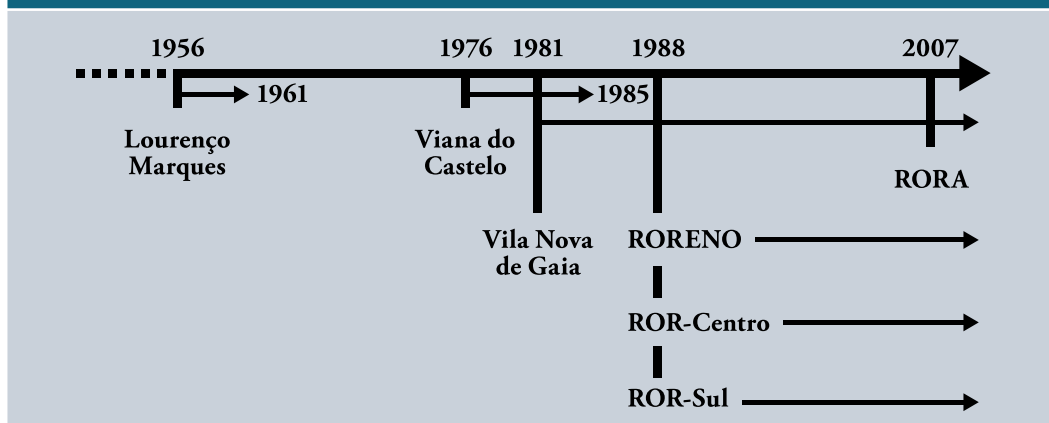 1956
1976
1981
1988
2007
1961
1985
Lourenço
Marques
Viana do
Castelo
RORA
Vila Nova
de Gaia
RORENO
ROR-Centro
ROR-Sul